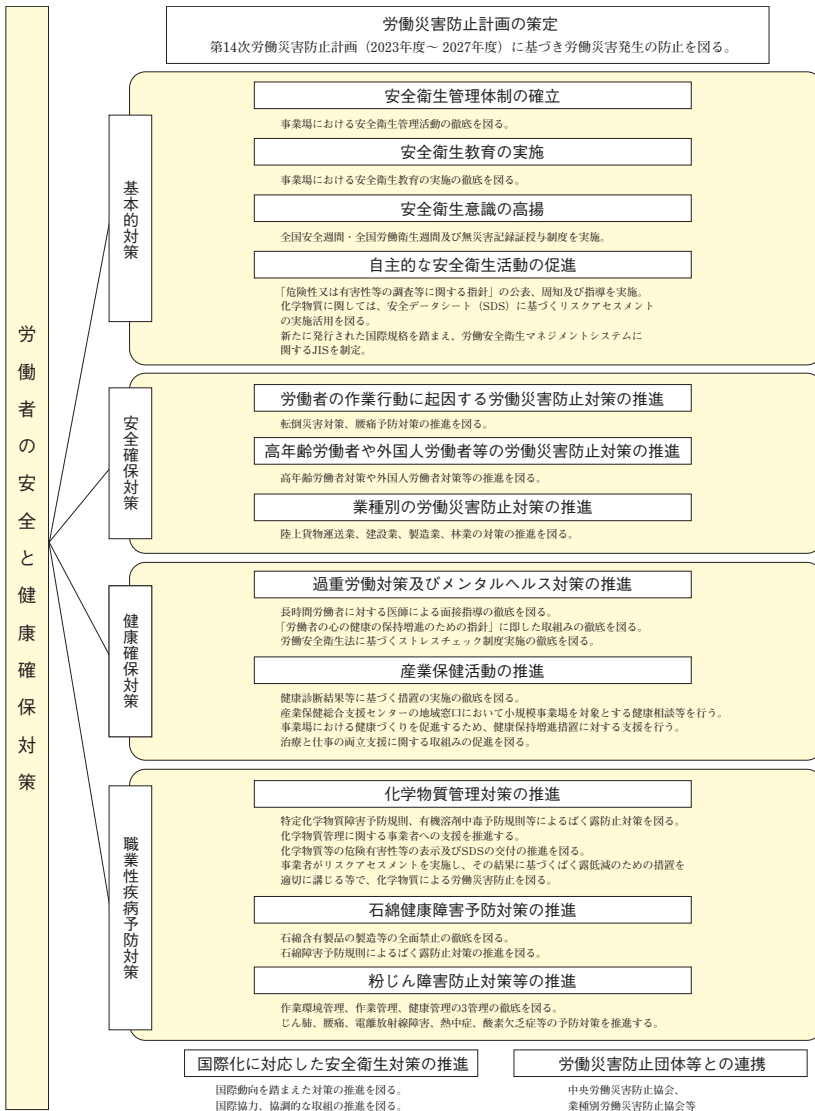 労働者の安全と健康確保対策
労働災害防止計画の策定
第14次労働災害防止計画（2023年度～ 2027年度）に基づき労働災害発生の防止を図る。
基本的対策
安全衛生管理体制の確立
事業場における安全衛生管理活動の徹底を図る。
安全衛生教育の実施
事業場における安全衛生教育の実施の徹底を図る。
安全衛生意識の高揚
全国安全週間・全国労働衛生週間及び無災害記録証授与制度を実施。
自主的な安全衛生活動の促進
「危険性又は有害性等の調査等に関する指針」の公表、周知及び指導を実施。
化学物質に関しては、安全データシート（SDS）に基づくリスクアセスメント
の実施活用を図る。
新たに発行された国際規格を踏まえ、労働安全衛生マネジメントシステムに
関するJISを制定。
安全確保対策
労働者の作業行動に起因する労働災害防止対策の推進
転倒災害対策、腰痛予防対策の推進を図る。
高年齢労働者や外国人労働者等の労働災害防止対策の推進
高年齢労働者対策や外国人労働者対策等の推進を図る。
業種別の労働災害防止対策の推進
陸上貨物運送業、建設業、製造業、林業の対策の推進を図る。
健康確保対策
過重労働対策及びメンタルヘルス対策の推進
長時間労働者に対する医師による面接指導の徹底を図る。
「労働者の心の健康の保持増進のための指針」に即した取組みの徹底を図る。
労働安全衛生法に基づくストレスチェック制度実施の徹底を図る。
産業保健活動の推進
健康診断結果等に基づく措置の実施の徹底を図る。
産業保健総合支援センターの地域窓口において小規模事業場を対象とする健康相談等を行う。
事業場における健康づくりを促進するため、健康保持増進措置に対する支援を行う。
治療と仕事の両立支援に関する取組みの促進を図る。
職業性疾病予防対策
化学物質管理対策の推進
特定化学物質障害予防規則、有機溶剤中毒予防規則等によるばく露防止対策を図る。
化学物質管理に関する事業者への支援を推進する。
化学物質等の危険有害性等の表示及びSDSの交付の推進を図る。
事業者がリスクアセスメントを実施し、その結果に基づくばく露低減のための措置を
適切に講じる等で、化学物質による労働災害防止を図る。
石綿健康障害予防対策の推進
石綿含有製品の製造等の全面禁止の徹底を図る。
石綿障害予防規則によるばく露防止対策の推進を図る。
粉じん障害防止対策等の推進
作業環境管理、作業管理、健康管理の3管理の徹底を図る。
じん肺、腰痛、電離放射線障害、熱中症、酸素欠乏症等の予防対策を推進する。
国際化に対応した安全衛生対策の推進
国際動向を踏まえた対策の推進を図る。
国際協力、協調的な取組の推進を図る。
労働災害防止団体等との連携
中央労働災害防止協会、
業種別労働災害防止協会等